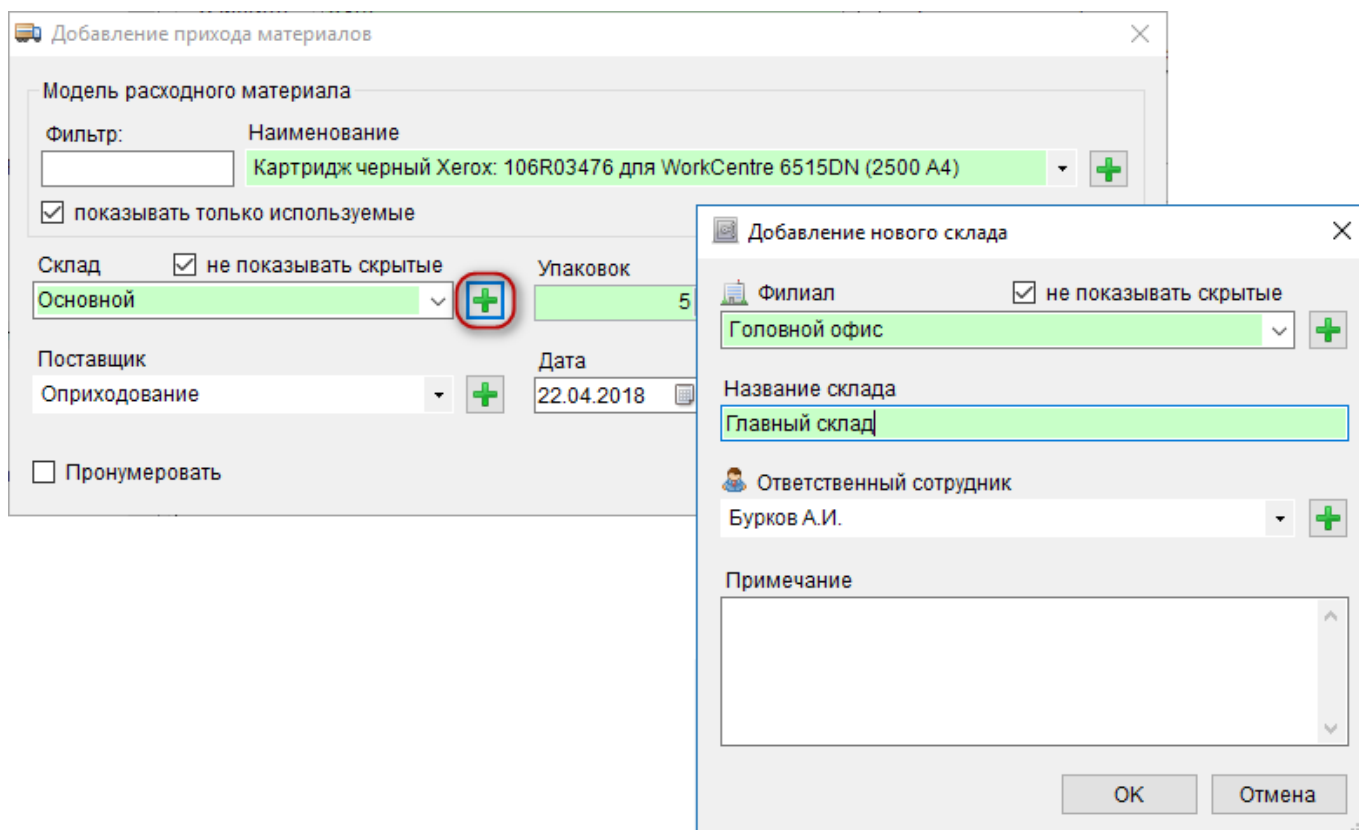 Добавление прихода материалов
Модель расходного материала
Фильтр:
Наименование
Картридж черный Xerox: 106R03476 для WorkCentre 6515DN (2500 A4)
показывать только используемые
Склад
не показывать скрытые
Упаковок
Основной
5
Поставщик
Дата
Оприходование
22.04.2018
Пронумеровать
Добавление нового склада
Филиал
не показывать скрытые
Головной офис
Название склада
Главный склад
Ответственный сотрудник
Бурков А.И.
Примечание
OK
Отмена